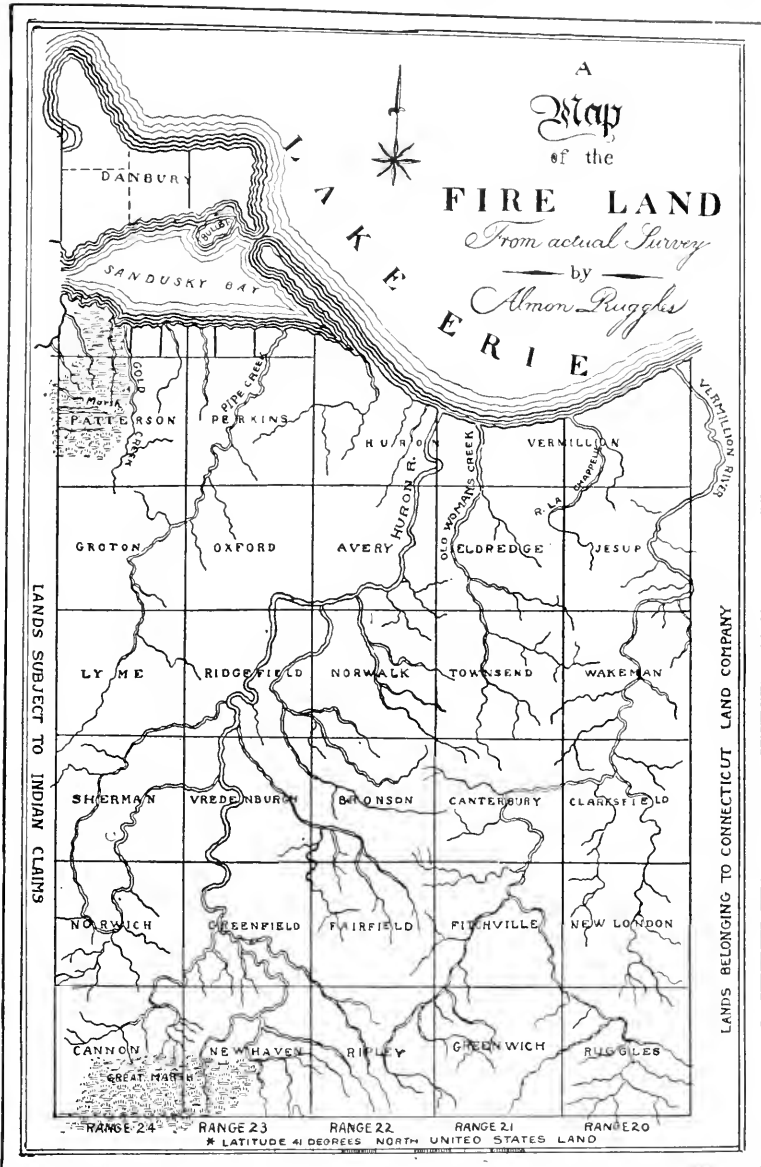 A
Map
of the
FIRE LAND
From actual Survey
by
Almon Ruggles
LAKE ERIE
DANBURY
BULL I.
SANDUSKY BAY
GOLD CREEK
PIPE CREEK
Marsh
PATTERSON
PERKINS
HURON
VERMILLION
VERMILLION RIVER
HURON R.
OLD WOMANS CREEK
R. LA CHAPPELLE
GROTON
OXFORD
AVERY
ELDREDGE
JESUP
LYME
RIDGEFIELD
NORWALK
TOWNSEND
WAKEMAN
SHERMAN
VREDENBURGH
BRONSON
CANTERBURY
CLARKSFIELD
NORWICH
GREENFIELD
FAIRFIELD
FITCHVILLE
NEW LONDON
CANNON
NEW HAVEN
RIPLEY
GREENWICH
RUGGLES
GREAT MARSH
LANDS SUBJECT TO INDIAN CLAIMS
LANDS BELONGING TO CONNECTICUT LAND COMPANY
RANGE 24 RANGE 23 RANGE 22 RANGE 21 RANGE 20
* LATITUDE 41 DEGREES NORTH UNITED STATES LAND